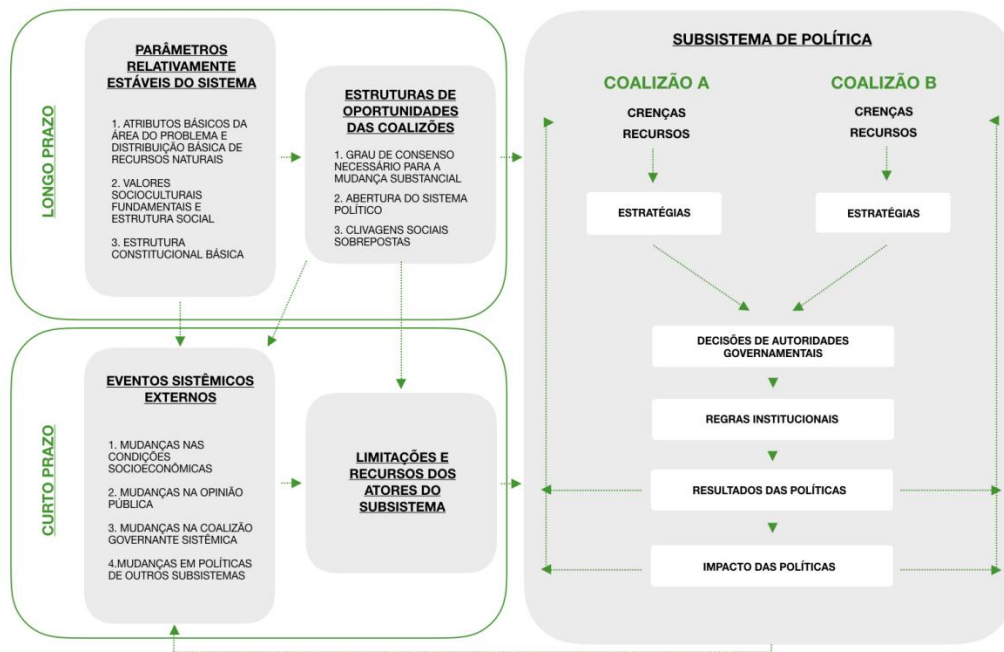 LONGO PRAZO
PARÂMETROS
RELATIVAMENTE
ESTÁVEIS DO SISTEMA
1. ATRIBUTOS BÁSICOS DA
ÁREA DO PROBLEMA E
DISTRIBUIÇÃO BÁSICA DE
RECURSOS NATURAIS
2. VALORES
SOCIOCULTURAIS
FUNDAMENTAIS E
ESTRUTURA SOCIAL
3. ESTRUTURA
CONSTITUCIONAL BÁSICA
ESTRUTURAS DE
OPORTUNIDADES
DAS COALIZÕES
1. GRAU DE CONSENSO
NECESSÁRIO PARA A
MUDANÇA SUBSTANCIAL
2. ABERTURA DO SISTEMA
POLÍTICO
3. CLIVAGENS SOCIAIS
SOBREPOSTAS
CURTO PRAZO
EVENTOS SISTÊMICOS
EXTERNOS
1. MUDANÇAS NAS
CONDIÇÕES
SOCIOECONÔMICAS
2. MUDANÇAS NA OPINIÃO
PÚBLICA
3. MUDANÇAS NA COALIZÃO
GOVERNANTE SISTÊMICA
4.MUDANÇAS EM POLÍTICAS
DE OUTROS SUBSISTEMAS
LIMITAÇÕES E
RECURSOS DOS
ATORES DO
SUBSISTEMA
SUBSISTEMA DE POLÍTICA
COALIZÃO A
CRENÇAS
RECURSOS
ESTRATÉGIAS
COALIZÃO B
CRENÇAS
RECURSOS
ESTRATÉGIAS
DECISÕES DE AUTORIDADES
GOVERNAMENTAIS
REGRAS INSTITUCIONAIS
RESULTADOS DAS POLÍTICAS
IMPACTO DAS POLÍTICAS